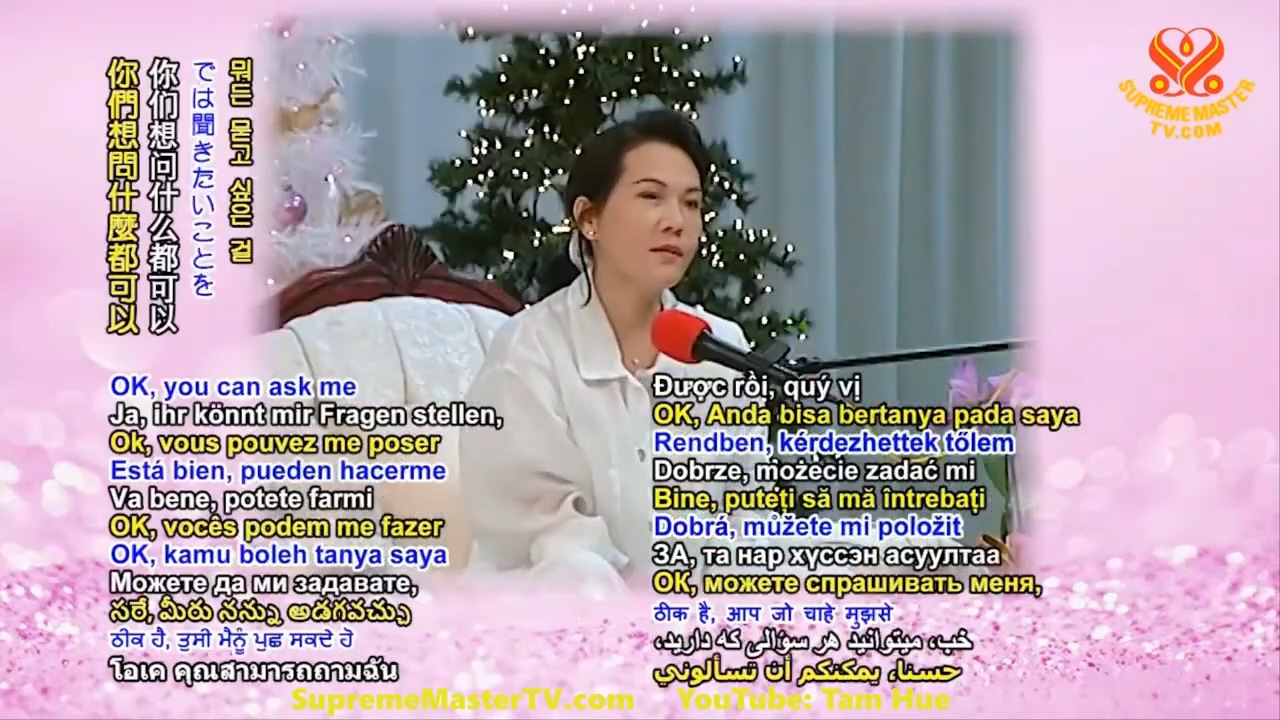 你們想問什麼都可以
你们想问什么都可以
では聞きたいことを
뭐든 묻고 싶은 걸
SUPREME MASTER
TV.COM
OK, you can ask me
Ja, ihr könnt mir Fragen stellen,
Ok, vous pouvez me poser
Está bien, pueden hacerme
Va bene, potete farmi
OK, vocês podem me fazer
OK, kamu boleh tanya saya
Можете да ми задавате,
సరే, మీరు నన్ను అడగవచ్చు
ਠੀਕ ਹੈ, ਤੁਸੀ ਮੈਨੂੰ ਪੁਛ ਸਕਦੇ ਹੋ
โอเค คุณสามารถถามฉัน
Được rồi, quý vị
OK, Anda bisa bertanya pada saya
Rendben, kérdezhettek tőlem
Dobrze, możecie zadać mi
Bine, puteți să mă întrebați
Dobrá, můžete mi položit
ЗА, та нар хүссэн асуултаа
ОК, можете спрашивать меня,
ठीक है, आप जो चाहे मुझसे
خب، میتوانید هر سؤالی که دارید،
حسنا، يمكنكم أن تسألوني
SupremeMasterTV.com YouTube: Tam Hue